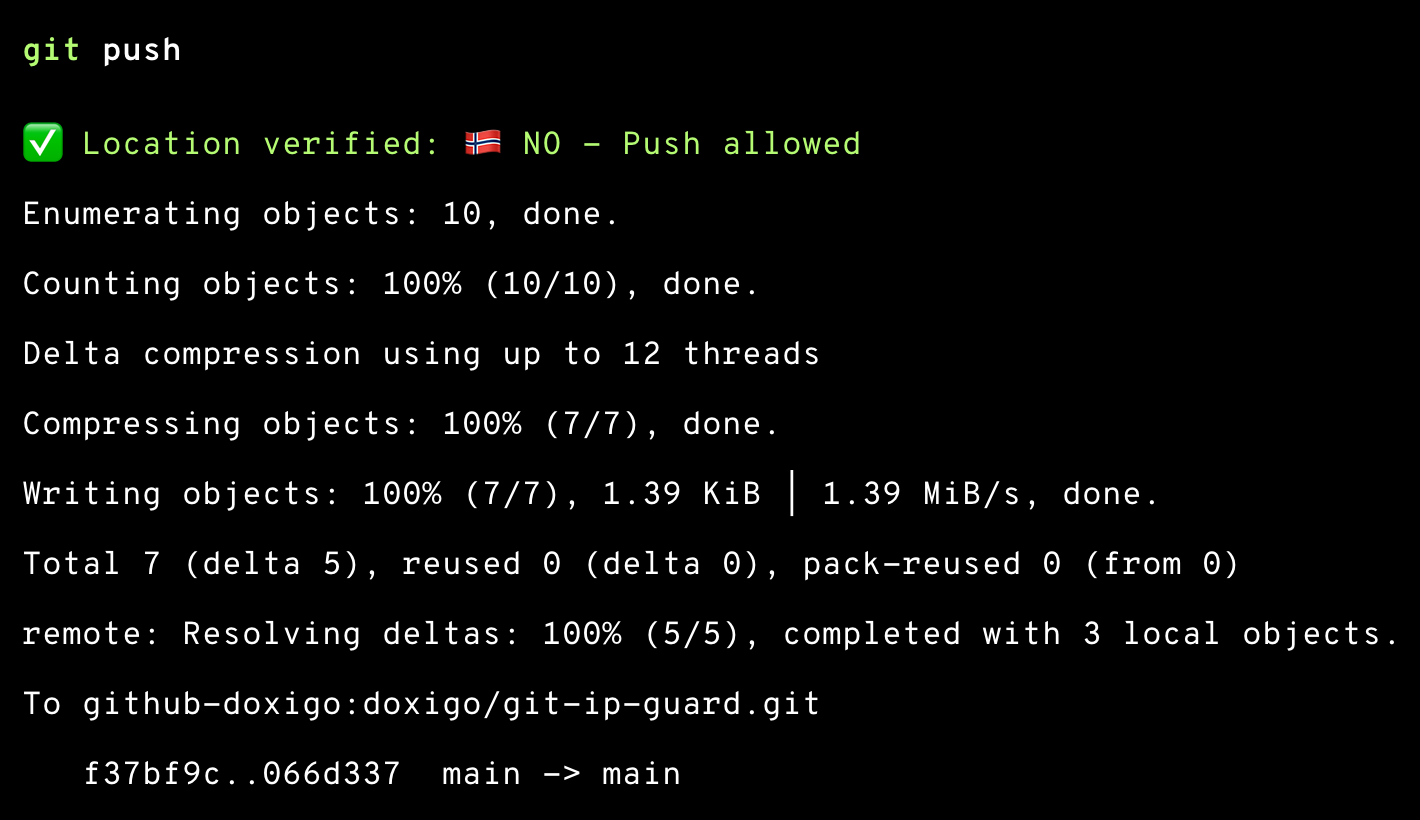 git push
✅ Location verified: 🇳🇴 NO - Push allowed
Enumerating objects: 10, done.
Counting objects: 100% (10/10), done.
Delta compression using up to 12 threads
Compressing objects: 100% (7/7), done.
Writing objects: 100% (7/7), 1.39 KiB | 1.39 MiB/s, done.
Total 7 (delta 5), reused 0 (delta 0), pack-reused 0 (from 0)
remote: Resolving deltas: 100% (5/5), completed with 3 local objects.
To github-doxigo:doxigo/git-ip-guard.git
   f37bf9c..066d337  main -> main